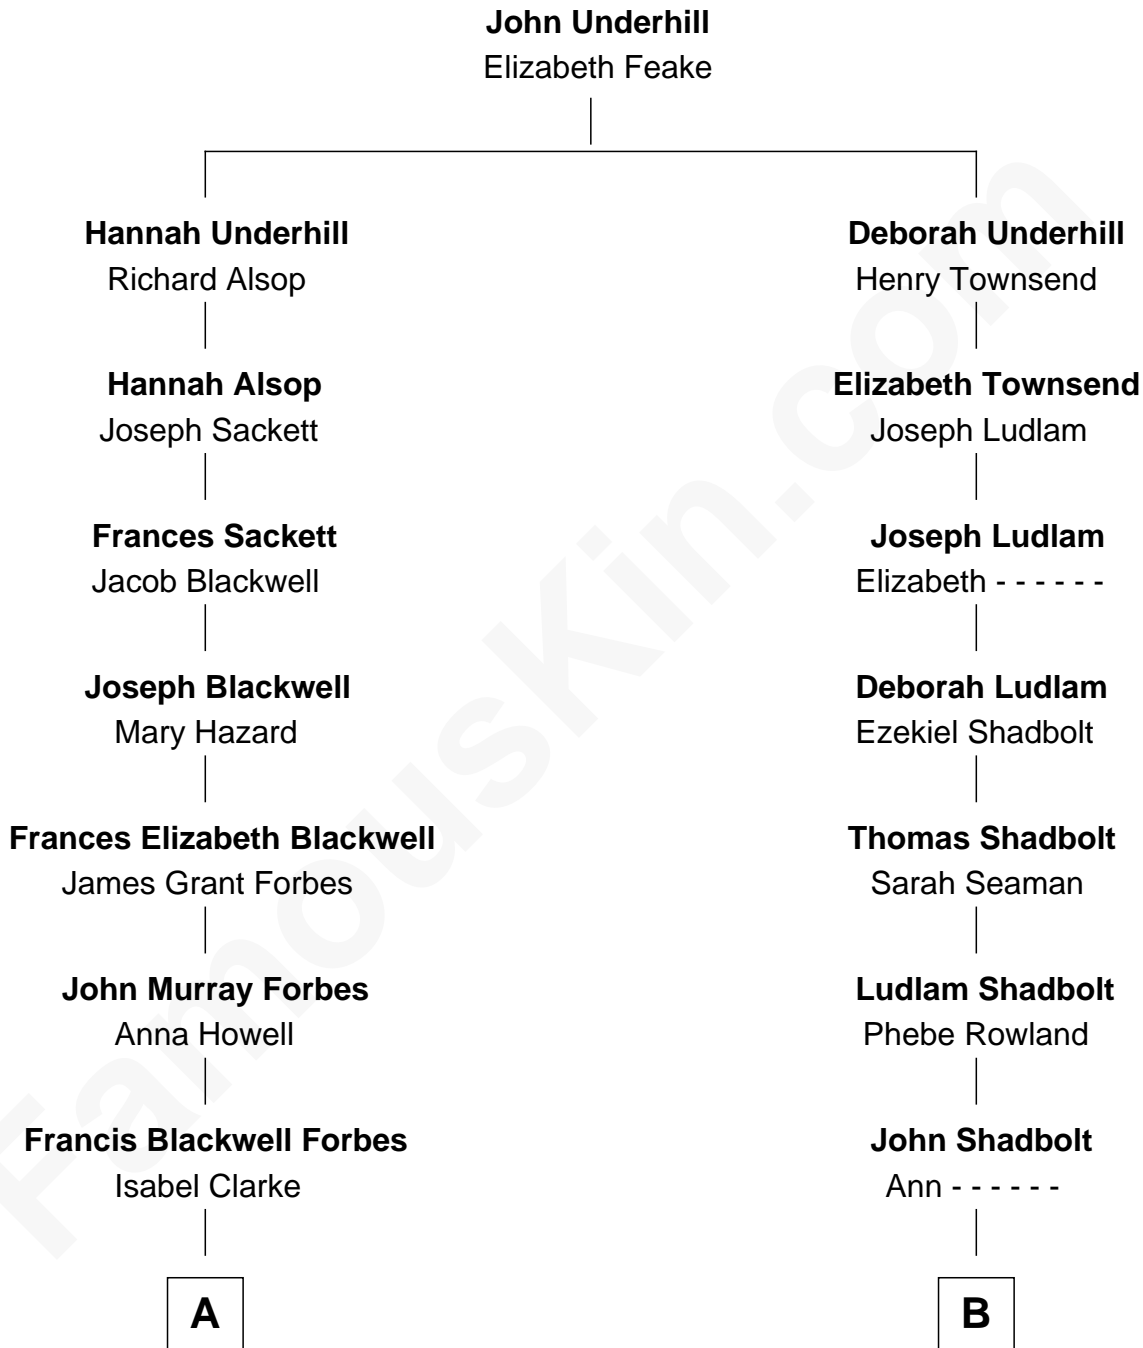 John Underhill
Elizabeth Feake
Hannah Underhill
Richard Alsop
Deborah Underhill
Henry Townsend
Hannah Alsop
Joseph Sackett
Elizabeth Townsend
Joseph Ludlam
Frances Sackett
Jacob Blackwell
Joseph Ludlam
Elizabeth - - - - - -
Joseph Blackwell
Mary Hazard
Deborah Ludlam
Ezekiel Shadbolt
Frances Elizabeth Blackwell
James Grant Forbes
Thomas Shadbolt
Sarah Seaman
John Murray Forbes
Anna Howell
Ludlam Shadbolt
Phebe Rowland
Francis Blackwell Forbes
Isabel Clarke
John Shadbolt
Ann - - - - - -
A
B
FamousKin.com